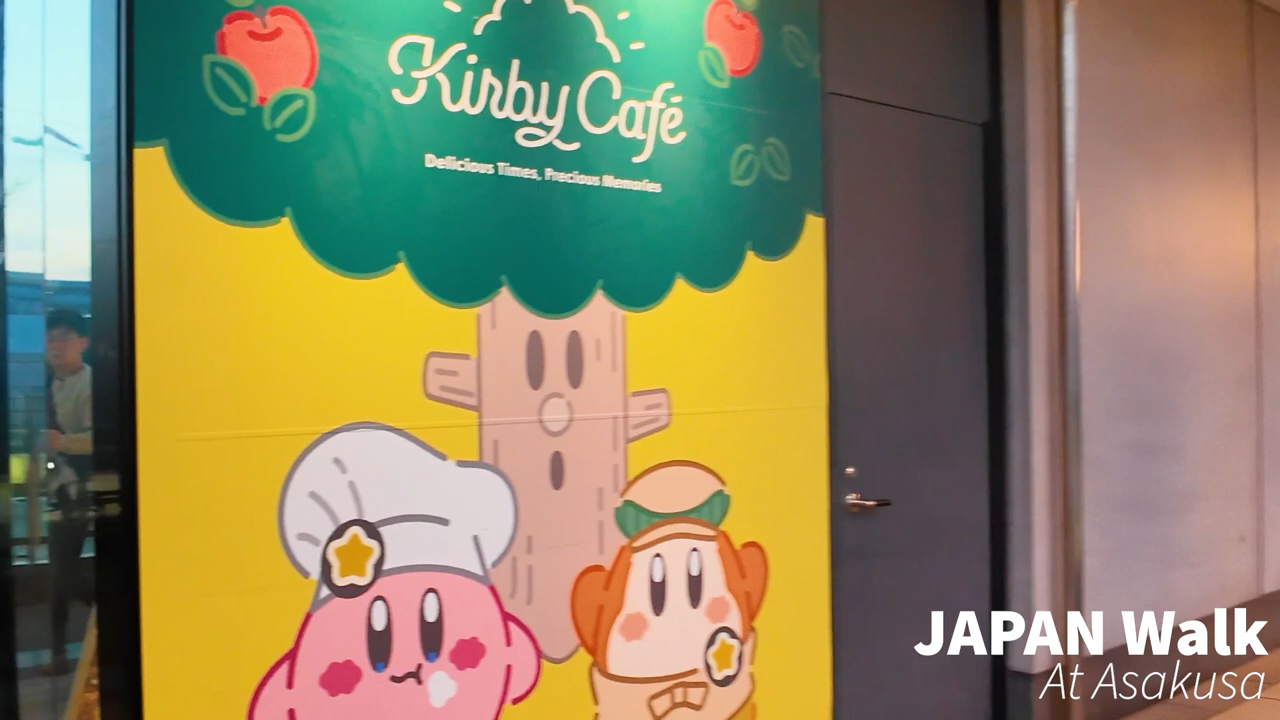 Kirby Café
Delicious Times, Precious Memories
JAPAN Walk
At Asakusa